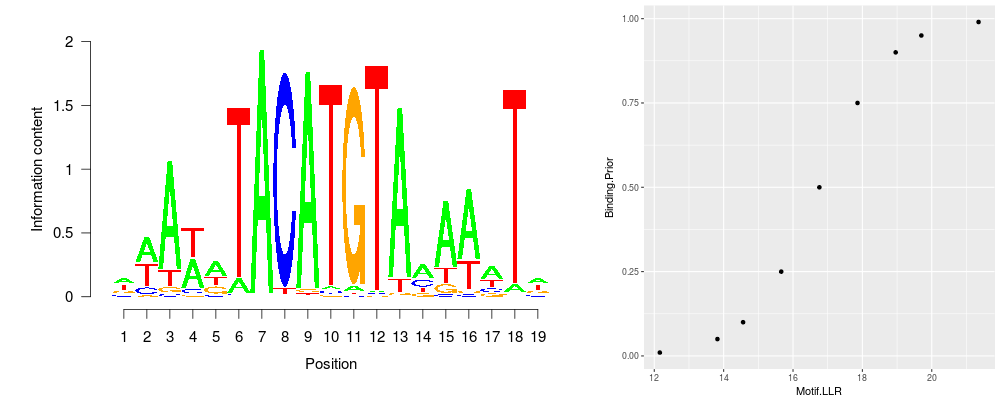 2
1.5
1
0.5
0
Information content
A A A T A T A C A T G T A A A A A T A
1 2 3 4 5 6 7 8 9 10 11 12 13 14 15 16 17 18 19
Position
1.00
0.75
0.50
0.25
0.00
Binding.Prior
12 14 16 18 20
Motif.LLR